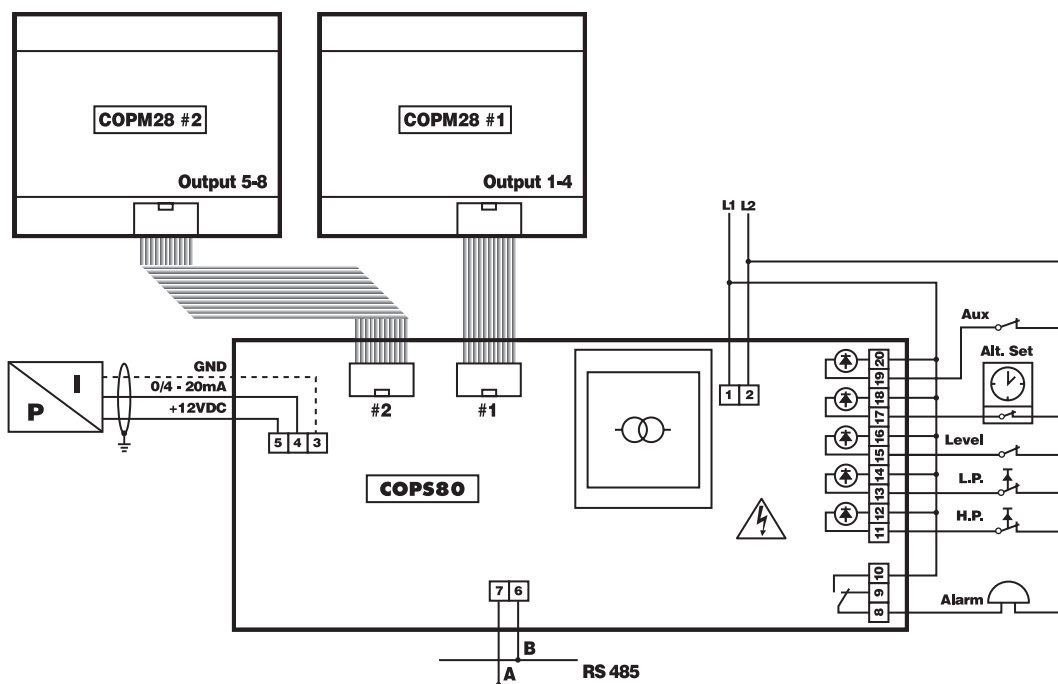 COPM28 #2
COPM28 #1
Output 5-8
Output 1-4
L1 L2
Aux
Alt. Set
GND
0/4 - 20mA
+12VDC
I
P
#2
#1
1 2
20
19
18
17
16
15
14
13
12
11
10
9
8
5 4 3
Level
L.P.
H.P.
COPS80
7 6
Alarm
B
A
RS 485